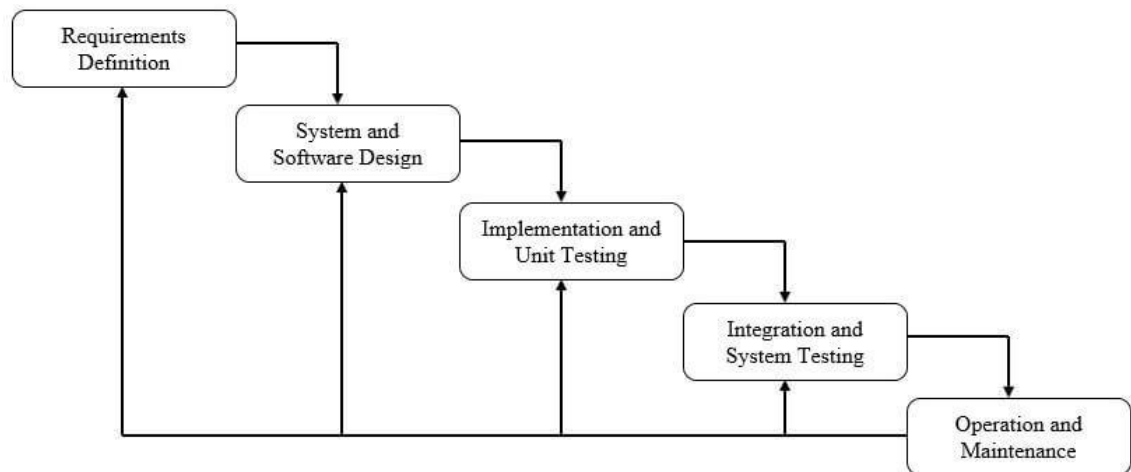 Requirements
Definition
System and
Software Design
Implementation and
Unit Testing
Integration and
System Testing
Operation and
Maintenance